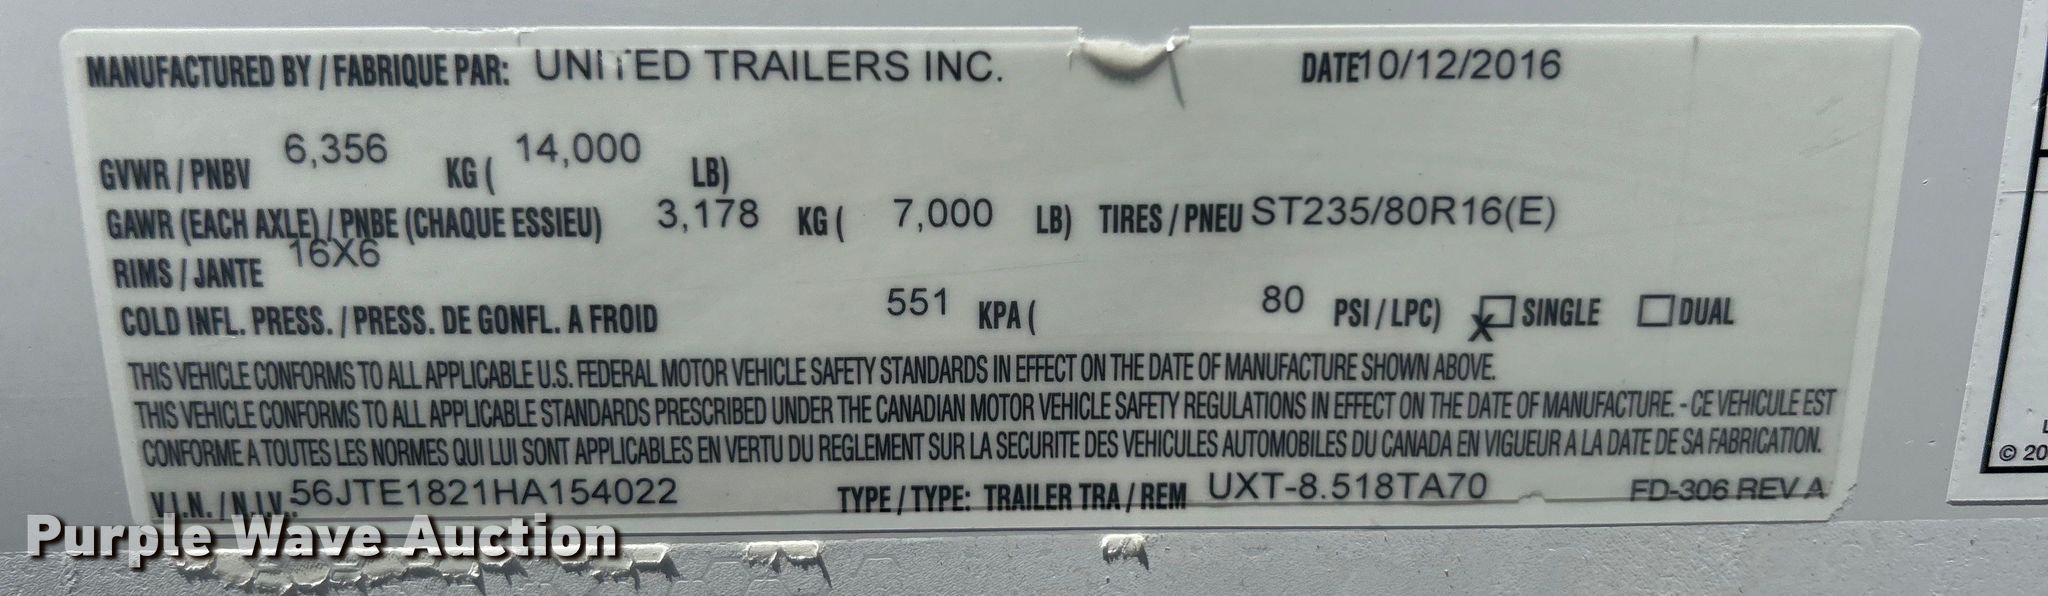 MANUFACTURED BY / FABRIQUE PAR: UNITED TRAILERS INC. DATE 10/12/2016
GVWR / PNBV 6,356 KG ( 14,000 LB)
GAWR (EACH AXLE) / PNBE (CHAQUE ESSIEU) 3,178 KG ( 7,000 LB) TIRES / PNEU ST235/80R16(E)
RIMS / JANTE 16X6
COLD INFL. PRESS. / PRESS. DE GONFL. A FROID 551 KPA ( 80 PSI / LPC) X SINGLE DUAL
THIS VEHICLE CONFORMS TO ALL APPLICABLE U.S. FEDERAL MOTOR VEHICLE SAFETY STANDARDS IN EFFECT ON THE DATE OF MANUFACTURE SHOWN ABOVE.
THIS VEHICLE CONFORMS TO ALL APPLICABLE STANDARDS PRESCRIBED UNDER THE CANADIAN MOTOR VEHICLE SAFETY REGULATIONS IN EFFECT ON THE DATE OF MANUFACTURE. - CE VEHICULE EST
CONFORME A TOUTES LES NORMES QUI LUI SONT APPLICABLES EN VERTU DU REGLEMENT SUR LA SECURITE DES VEHICULES AUTOMOBILES DU CANADA EN VIGUEUR A LA DATE DE SA FABRICATION.
V.I.N. / N.I.V.: 56JTE1821HA154022 TYPE / TYPE: TRAILER TRA / REM UXT-8.518TA70 FD-306 REV A
Purple Wave Auction